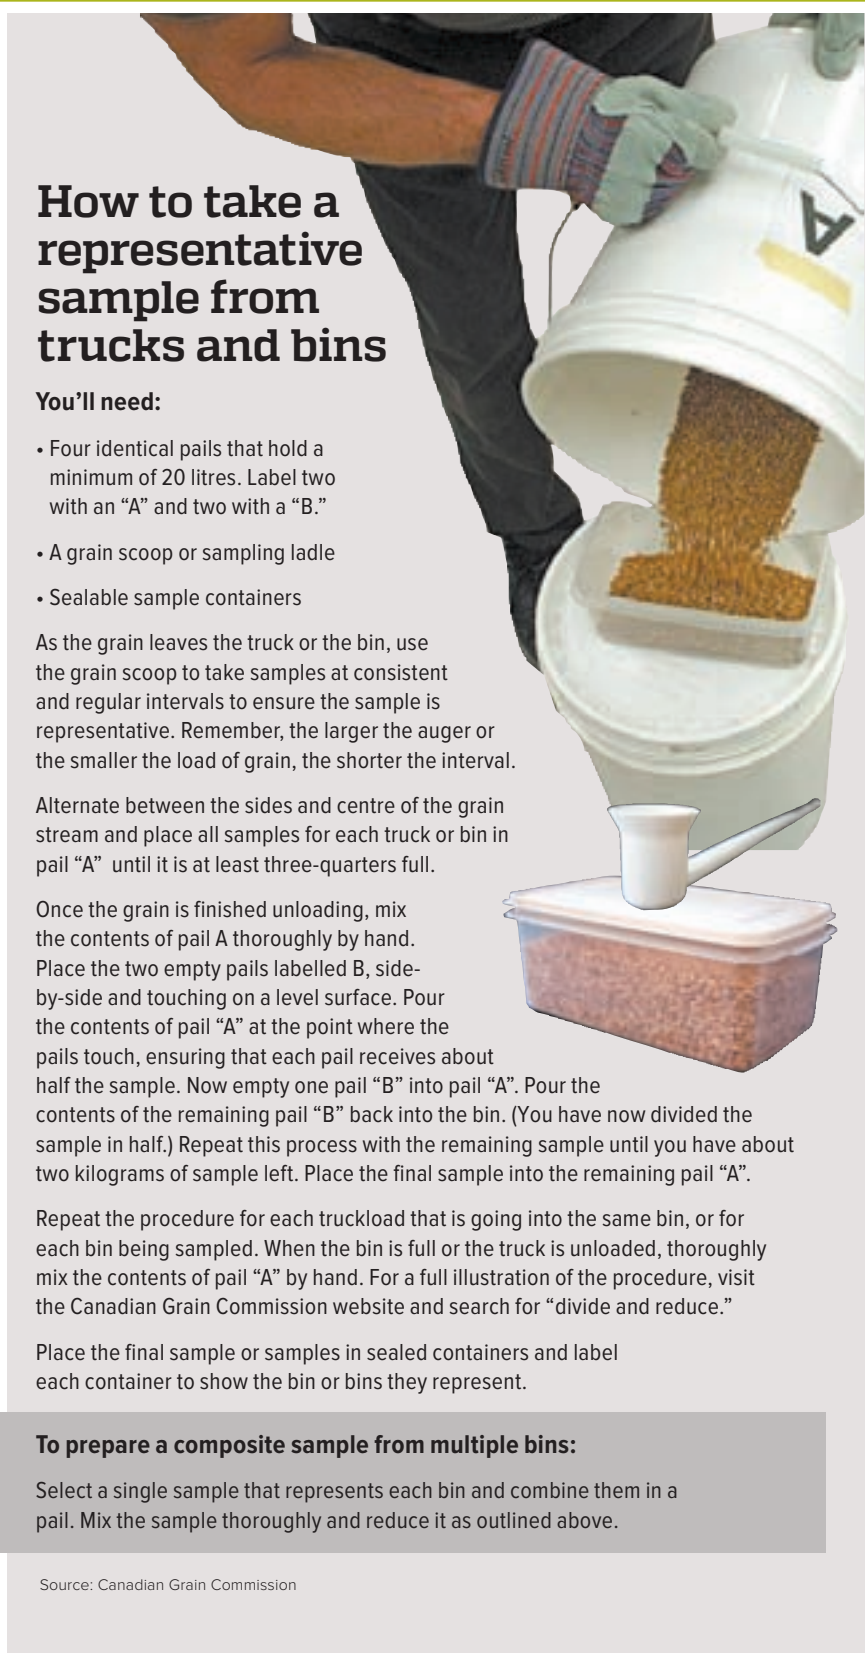 A
How to take a
representative
sample from
trucks and bins
You’ll need:
• Four identical pails that hold a
minimum of 20 litres. Label two
with an “A” and two with a “B.”
• A grain scoop or sampling ladle
• Sealable sample containers
As the grain leaves the truck or the bin, use
the grain scoop to take samples at consistent
and regular intervals to ensure the sample is
representative. Remember, the larger the auger or
the smaller the load of grain, the shorter the interval.
Alternate between the sides and centre of the grain
stream and place all samples for each truck or bin in
pail “A”  until it is at least three-quarters full.
Once the grain is finished unloading, mix
the contents of pail A thoroughly by hand.
Place the two empty pails labelled B, side-
by-side and touching on a level surface. Pour
the contents of pail “A” at the point where the
pails touch, ensuring that each pail receives about
half the sample. Now empty one pail “B” into pail “A”. Pour the
contents of the remaining pail “B” back into the bin. (You have now divided the
sample in half.) Repeat this process with the remaining sample until you have about
two kilograms of sample left. Place the final sample into the remaining pail “A”.
Repeat the procedure for each truckload that is going into the same bin, or for
each bin being sampled. When the bin is full or the truck is unloaded, thoroughly
mix the contents of pail “A” by hand. For a full illustration of the procedure, visit
the Canadian Grain Commission website and search for “divide and reduce.”
Place the final sample or samples in sealed containers and label
each container to show the bin or bins they represent.
To prepare a composite sample from multiple bins:
Select a single sample that represents each bin and combine them in a
pail. Mix the sample thoroughly and reduce it as outlined above.
Source: Canadian Grain Commission